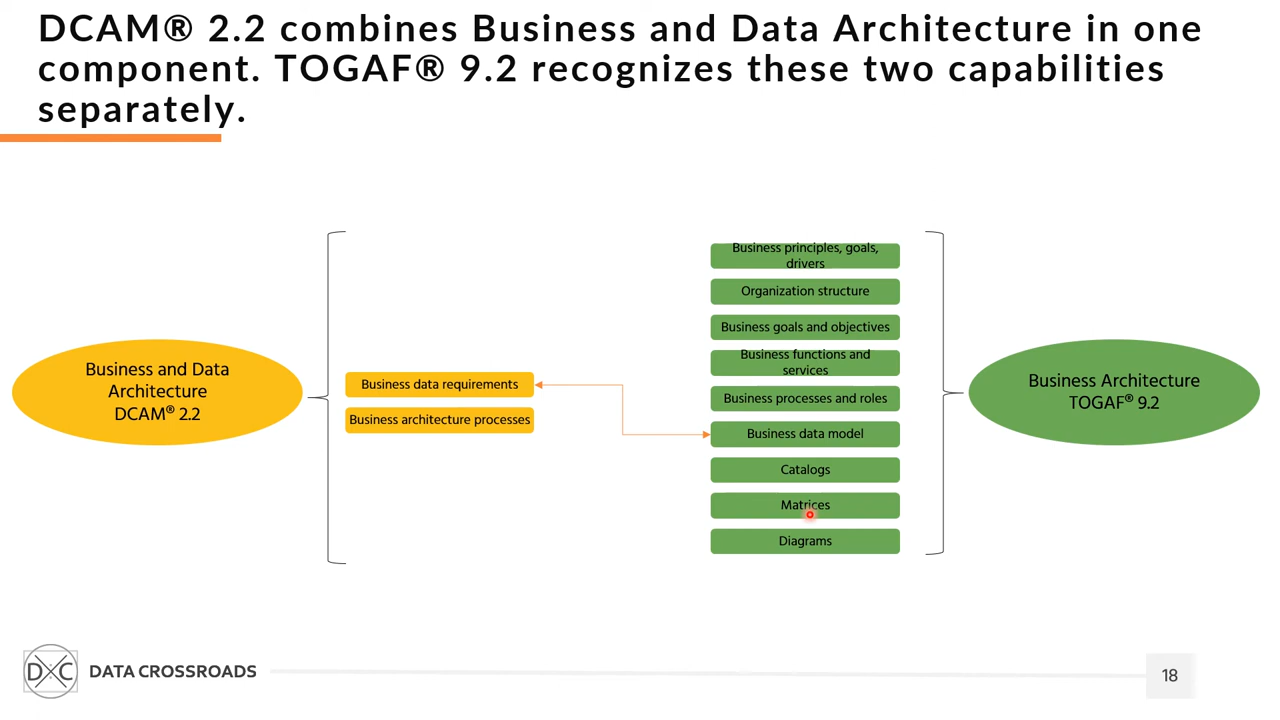 DCAM® 2.2 combines Business and Data Architecture in one
component. TOGAF® 9.2 recognizes these two capabilities
separately.
Business and Data
Architecture
DCAM® 2.2
Business data requirements
Business architecture processes
Business principles, goals,
drivers
Organization structure
Business goals and objectives
Business functions and
services
Business processes and roles
Business data model
Catalogs
Matrices
Diagrams
Business Architecture
TOGAF® 9.2
DXC DATA CROSSROADS
18